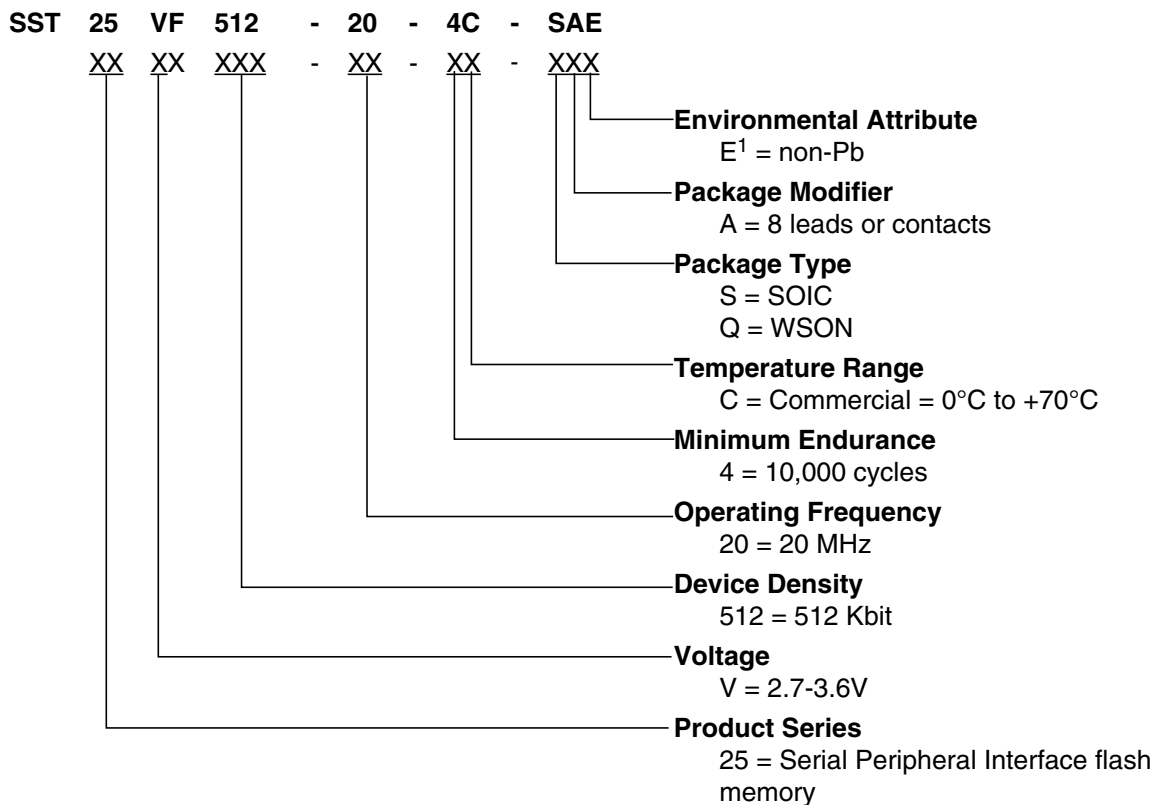 SST 25 VF 512 - 20 - 4C - SAE
XX XX XXX - XX - XX - XXX
Environmental Attribute
E1 = non-Pb
Package Modifier
A = 8 leads or contacts
Package Type
S = SOIC
Q = WSON
Temperature Range
C = Commercial = 0°C to +70°C
Minimum Endurance
4 = 10,000 cycles
Operating Frequency
20 = 20 MHz
Device Density
512 = 512 Kbit
Voltage
V = 2.7-3.6V
Product Series
25 = Serial Peripheral Interface flash
memory